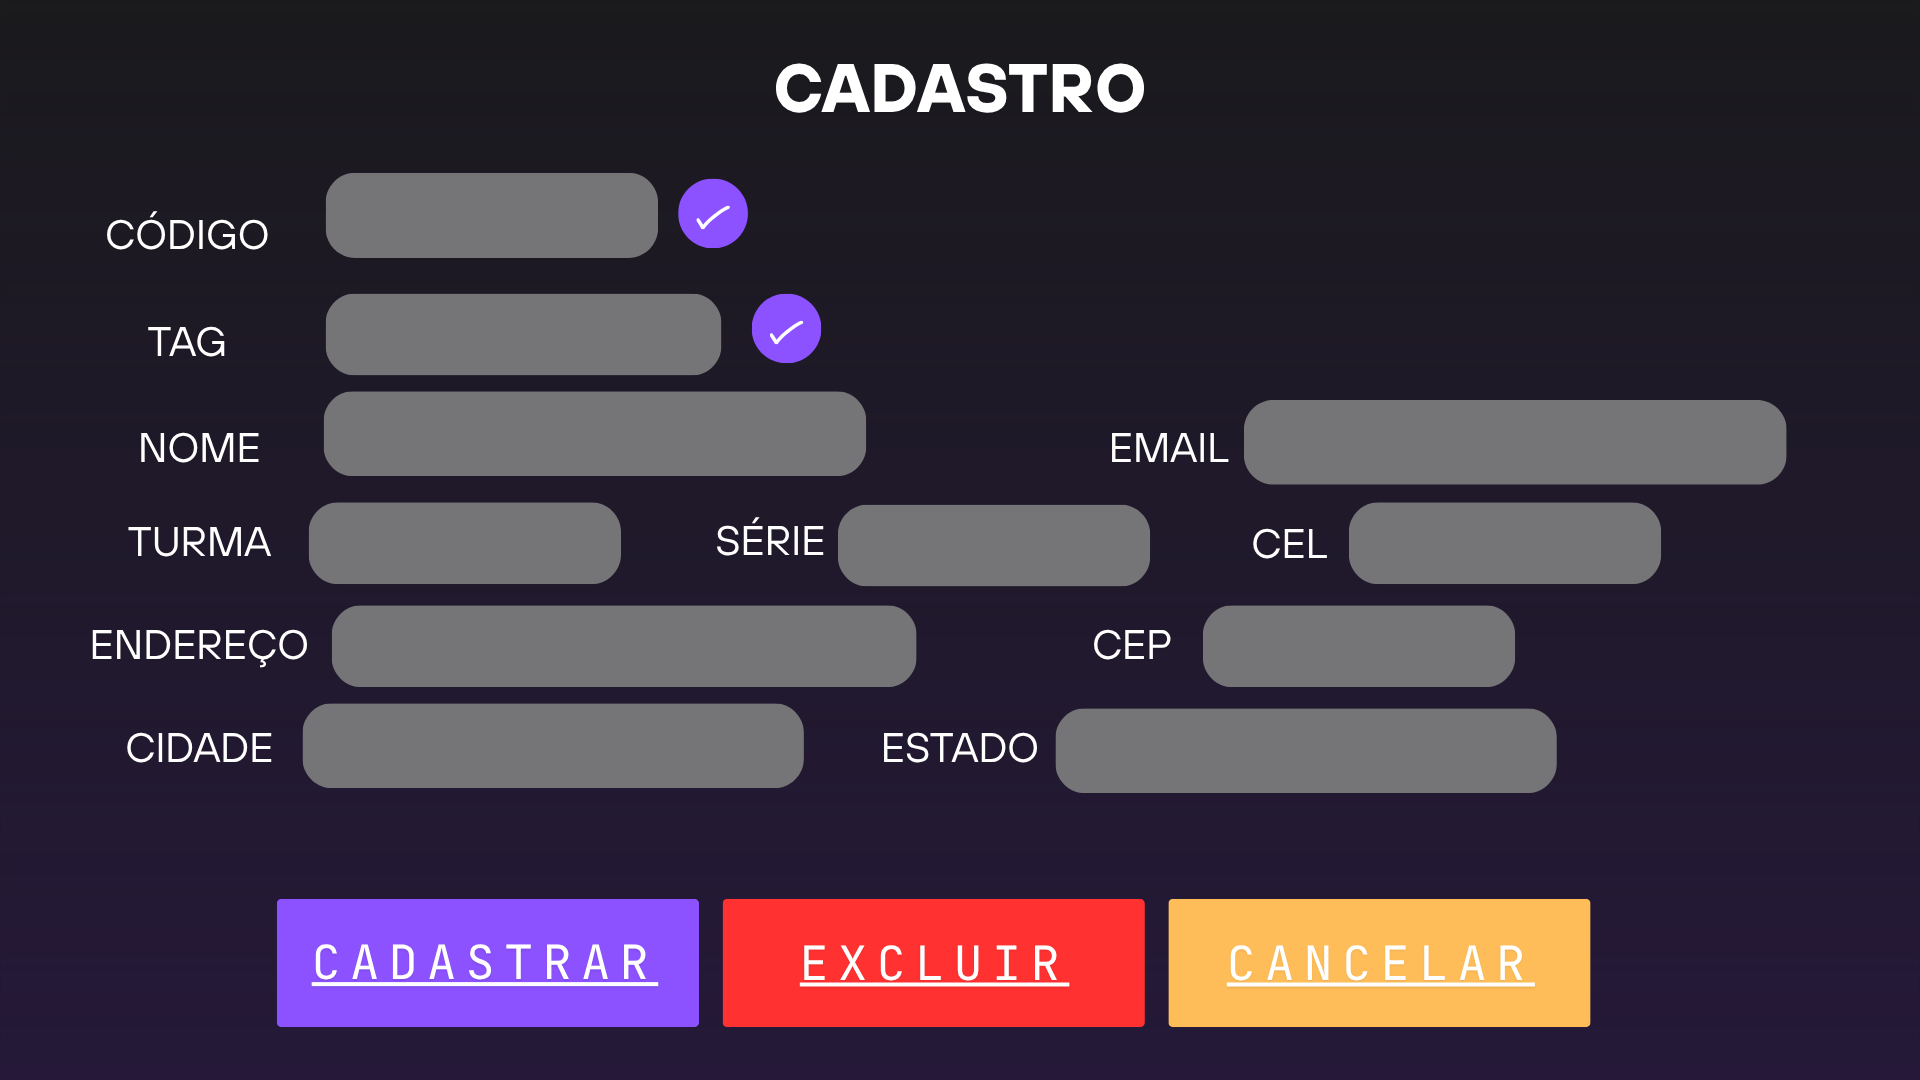 CADASTRO
CÓDIGO
TAG
NOME
EMAIL
TURMA
SÉRIE
CEL
ENDEREÇO
CEP
CIDADE
ESTADO
CADASTRAR
EXCLUIR
CANCELAR